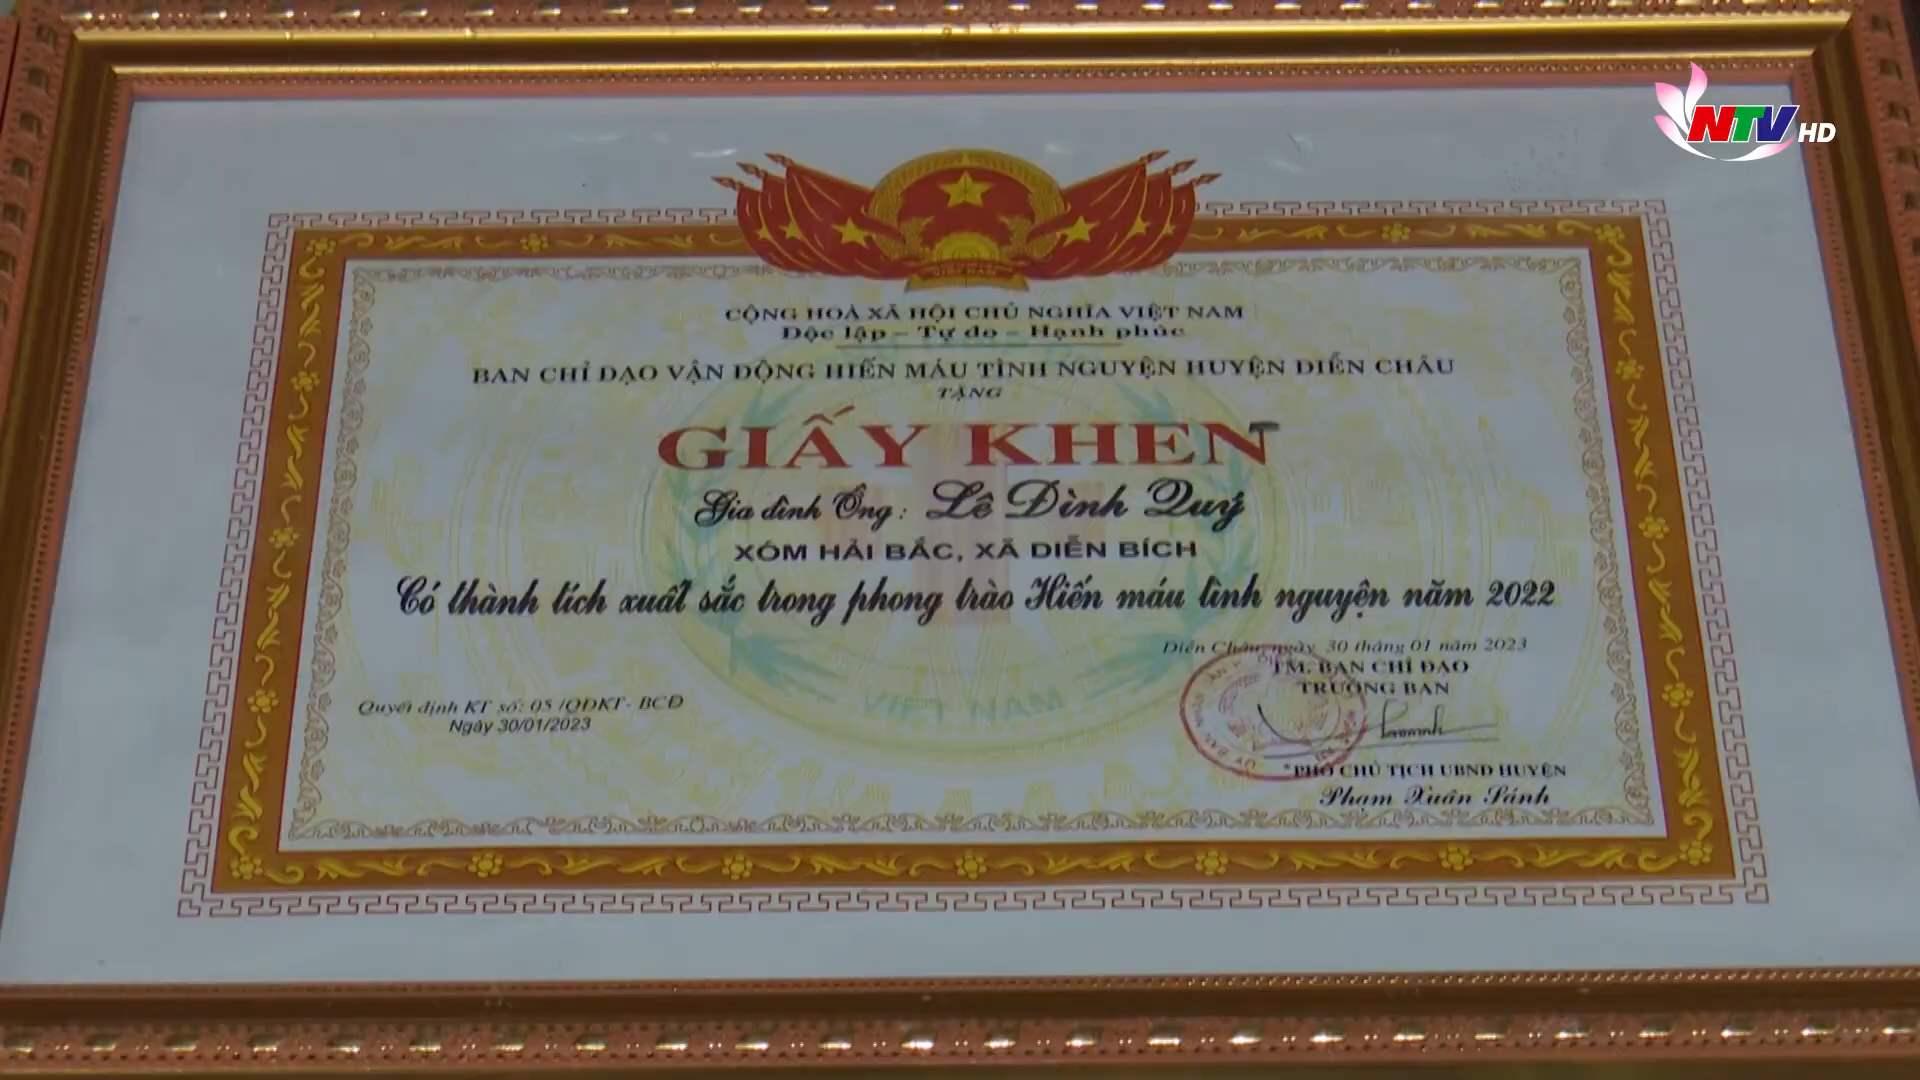 NTV HD
CỘNG HOÀ XÃ HỘI CHỦ NGHĨA VIỆT NAM
Độc lập – Tự do – Hạnh phúc
BAN CHỈ ĐẠO VẬN ĐỘNG HIẾN MÁU TÌNH NGUYỆN HUYỆN DIỄN CHÂU
TẶNG
GIẤY KHEN
Gia đình Ông: Lê Đình Quý
XÓM HẢI BẮC, XÃ DIỄN BÍCH
Có thành tích xuất sắc trong phong trào Hiến máu tình nguyện năm 2022
Diễn Châu, ngày 30 tháng 01 năm 2023
TM. BAN CHỈ ĐẠO
TRƯỞNG BAN
Quyết định KT số: 05 /QĐKT- BCĐ
Ngày 30/01/2023
VIỆT NAM
PHÓ CHỦ TỊCH UBND HUYỆN
Phạm Xuân Sánh